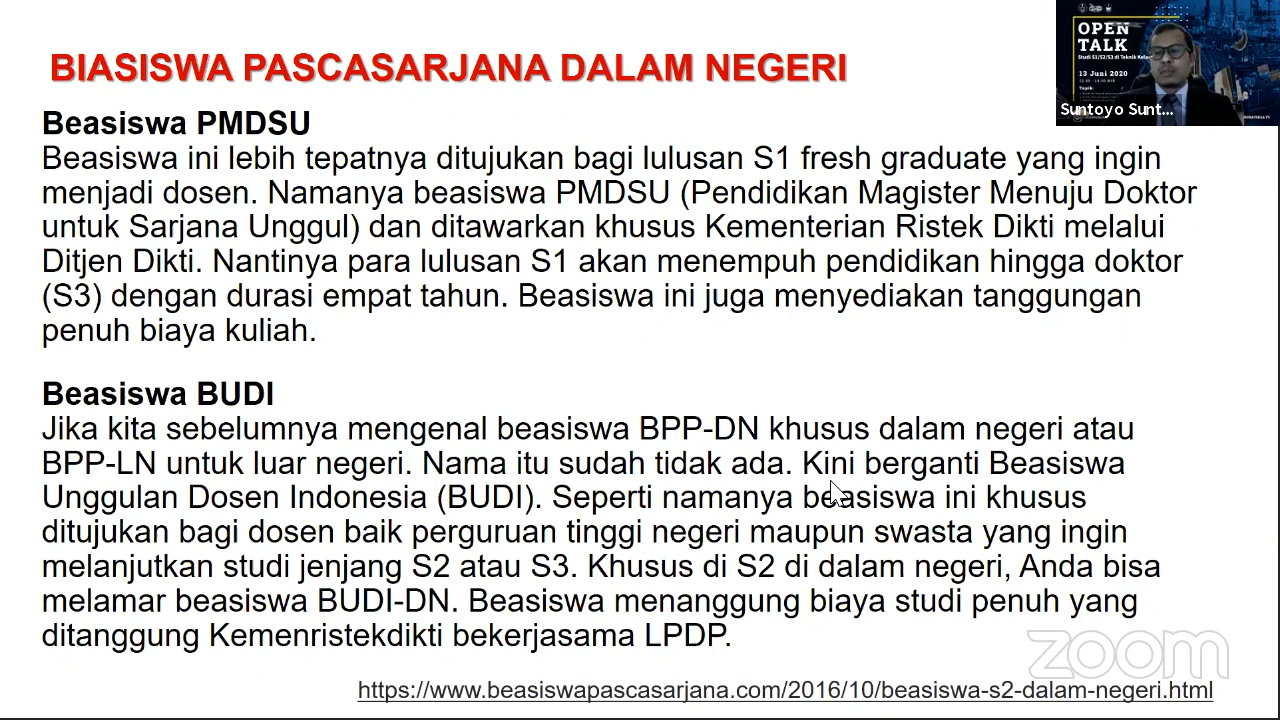 BIASISWA PASCASARJANA DALAM NEGERI
OPEN
TALK
Studi S1/S2/S3 di Teknik
13 Juni 2020
Topik:
Suntoyo Sunt...
Beasiswa PMDSU
Beasiswa ini lebih tepatnya ditujukan bagi lulusan S1 fresh graduate yang ingin
menjadi dosen. Namanya beasiswa PMDSU (Pendidikan Magister Menuju Doktor
untuk Sarjana Unggul) dan ditawarkan khusus Kementerian Ristek Dikti melalui
Ditjen Dikti. Nantinya para lulusan S1 akan menempuh pendidikan hingga doktor
(S3) dengan durasi empat tahun. Beasiswa ini juga menyediakan tanggungan
penuh biaya kuliah.
Beasiswa BUDI
Jika kita sebelumnya mengenal beasiswa BPP-DN khusus dalam negeri atau
BPP-LN untuk luar negeri. Nama itu sudah tidak ada. Kini berganti Beasiswa
Unggulan Dosen Indonesia (BUDI). Seperti namanya beasiswa ini khusus
ditujukan bagi dosen baik perguruan tinggi negeri maupun swasta yang ingin
melanjutkan studi jenjang S2 atau S3. Khusus di S2 di dalam negeri, Anda bisa
melamar beasiswa BUDI-DN. Beasiswa menanggung biaya studi penuh yang
ditanggung Kemenristekdikti bekerjasama LPDP.
zoom
https://www.beasiswapascasarjana.com/2016/10/beasiswa-s2-dalam-negeri.html